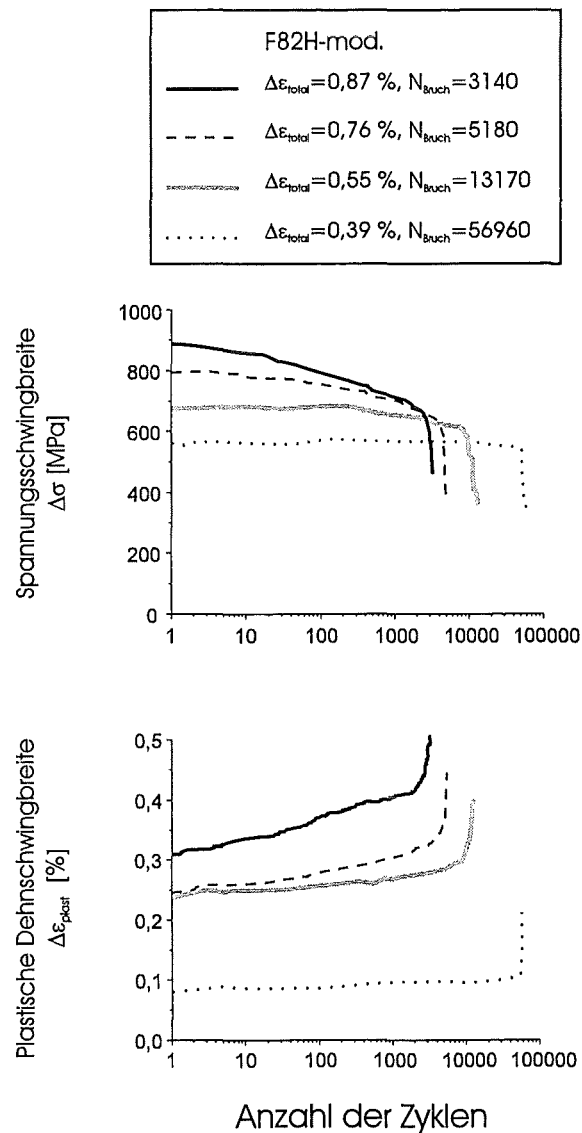 F82H-mod.
Δε_total=0,87 %, N_Bruch=3140
Δε_total=0,76 %, N_Bruch=5180
Δε_total=0,55 %, N_Bruch=13170
Δε_total=0,39 %, N_Bruch=56960
Spannungsschwingbreite
Δσ [MPa]
1000
800
600
400
200
0
1 10 100 1000 10000 100000
Plastische Dehnschwingbreite
Δε_plast [%]
0,5
0,4
0,3
0,2
0,1
0,0
1 10 100 1000 10000 100000
Anzahl der Zyklen